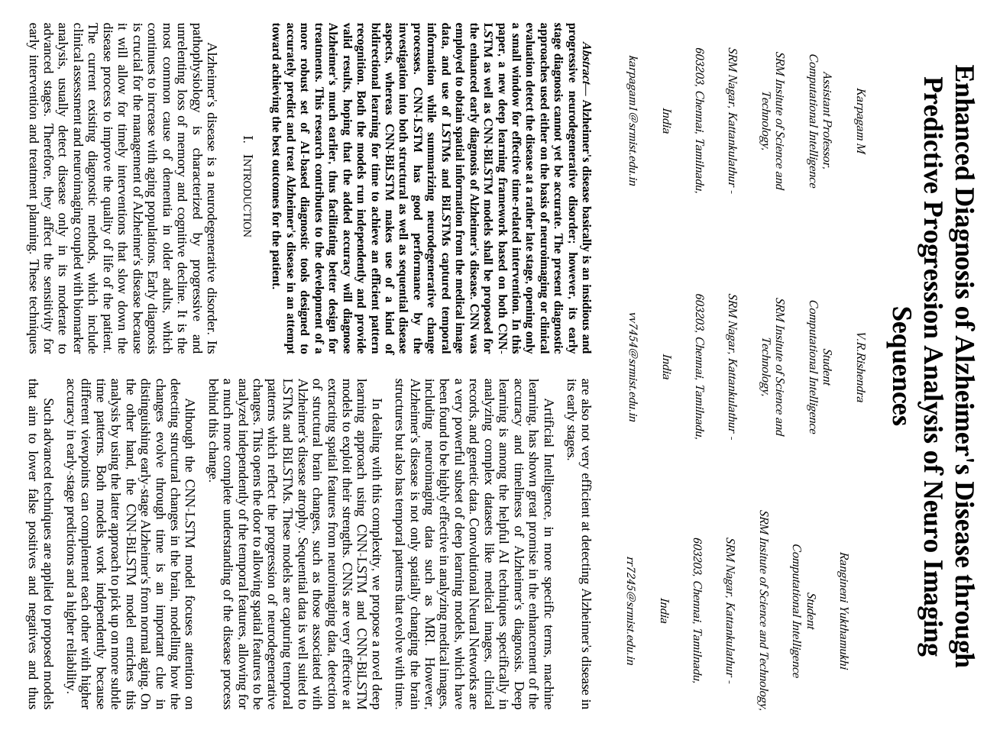 Enhanced Diagnosis of Alzheimer's Disease through
Predictive Progression Analysis of Neuro Imaging
Sequences
Karpagam M
Assistant Professor,
Computational Intelligence
SRM Insitute of Science and
Technology,
SRM Nagar, Kattankulathur -
603203, Chennai, Tamilnadu,
India
karpagam1@srmist.edu.in
V.R.Rishendra
Student
Computational Intelligence
SRM Insitute of Science and
Technology,
SRM Nagar, Kattankulathur -
603203, Chennai, Tamilnadu,
India
vv7454@srmist.edu.in
Rangineni Yukthamukhi
Student
Computational Intelligence
SRM Insitute of Science and Technology,
SRM Nagar, Kattankulathur -
603203, Chennai, Tamilnadu,
India
rr7245@srmist.edu.in
Abstract— Alzheimer's disease basically is an insidious and
progressive neurodegenerative disorder; however, its early
stage diagnosis cannot yet be accurate. The present diagnostic
approaches used either on the basis of neuroimaging or clinical
evaluation detect the disease at a rather late stage, opening only
a small window for effective time-related intervention. In this
paper, a new deep learning framework based on both CNN-
LSTM as well as CNN-BiLSTM models shall be proposed for
the enhanced early diagnosis of Alzheimer's disease. CNN was
employed to obtain spatial information from the medical image
data, and use of LSTMs and BiLSTMs captured temporal
information while summarizing neurodegenerative change
processes. CNN-LSTM has good performance by the
investigation into both structural as well as sequential disease
aspects, whereas CNN-BiLSTM makes use of a kind of
bidirectional learning for time to achieve an efficient pattern
recognition. Both the models run independently and provide
valid results, hoping that the added accuracy will diagnose
Alzheimer's much earlier, thus facilitating better design for
treatments. This research contributes to the development of a
more robust set of AI-based diagnostic tools designed to
accurately predict and treat Alzheimer's disease in an attempt
toward achieving the best outcomes for the patient.
I. INTRODUCTION
Alzheimer's disease is a neurodegenerative disorder. Its
pathophysiology is characterized by progressive and
unrelenting loss of memory and cognitive decline. It is the
most common cause of dementia in older adults, which
continues to increase with aging populations. Early diagnosis
is crucial for the management of Alzheimer's disease because
it will allow for timely interventions that slow down the
disease process to improve the quality of life of the patient.
The current existing diagnostic methods, which include
clinical assessment and neuroimaging coupled with biomarker
analysis, usually detect disease only in its moderate to
advanced stages. Therefore, they affect the sensitivity for
early intervention and treatment planning. These techniques
are also not very efficient at detecting Alzheimer's disease in
its early stages.
Artificial Intelligence, in more specific terms, machine
learning, has shown great promise in the enhancement of the
accuracy and timeliness of Alzheimer's diagnosis. Deep
learning is among the helpful AI techniques specifically in
analyzing complex datasets like medical images, clinical
records, and genetic data. Convolutional Neural Networks are
a very powerful subset of deep learning models, which have
been found to be highly effective in analyzing medical images,
including neuroimaging data such as MRI. However,
Alzheimer's disease is not only spatially changing the brain
structures but also has temporal patterns that evolve with time.
In dealing with this complexity, we propose a novel deep
learning approach using CNN-LSTM and CNN-BiLSTM
models to exploit their strengths. CNNs are very effective at
extracting spatial features from neuroimaging data, detection
of structural brain changes, such as those associated with
Alzheimer's disease atrophy. Sequential data is well suited to
LSTMs and BiLSTMs. These models are capturing temporal
patterns which reflect the progression of neurodegenerative
changes. This opens the door to allowing spatial features to be
analyzed independently of the temporal features, allowing for
a much more complete understanding of the disease process
behind this change.
Although the CNN-LSTM model focuses attention on
detecting structural changes in the brain, modelling how the
changes evolve through time is an important clue in
distinguishing early-stage Alzheimer's from normal aging. On
the other hand, the CNN-BiLSTM model enriches this
analysis by using the latter approach to pick up on more subtle
time patterns. Both models work independently because
different viewpoints can complement each other with higher
accuracy in early-stage predictions and a higher reliability.
Such advanced techniques are applied to proposed models
that aim to lower false positives and negatives and thus